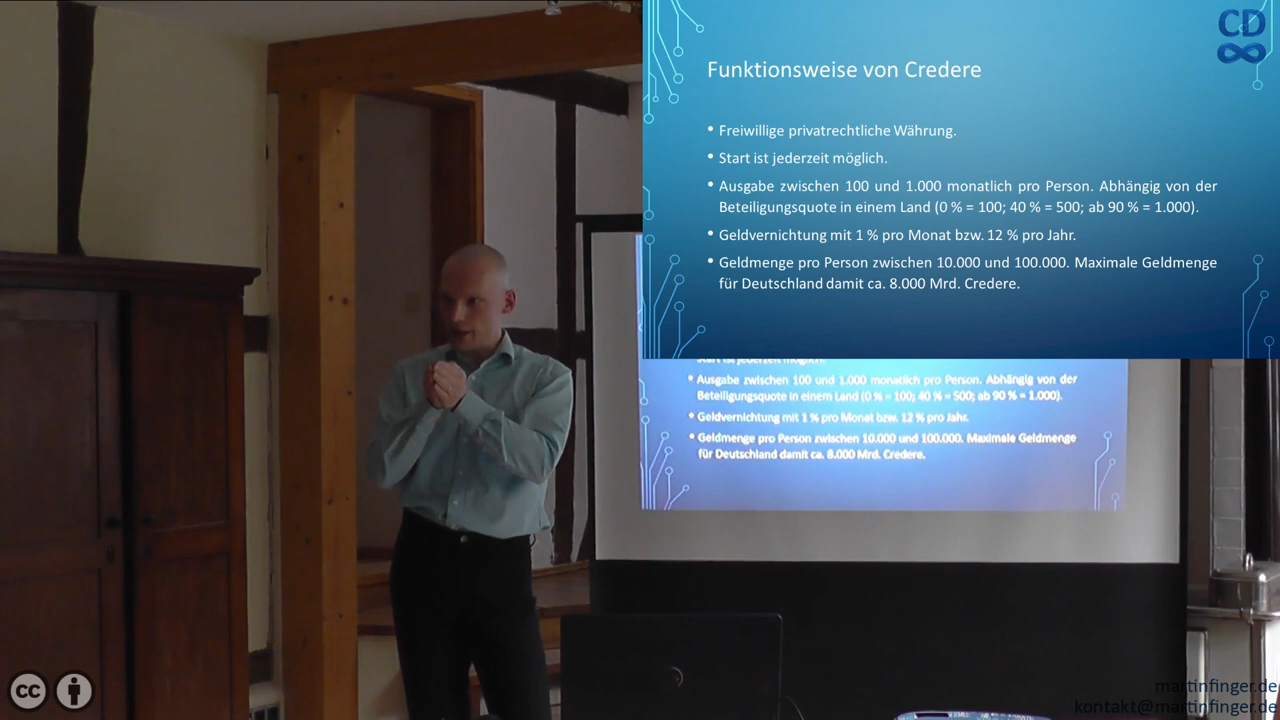 CD
Funktionsweise von Credere
• Freiwillige privatrechtliche Währung.
• Start ist jederzeit möglich.
• Ausgabe zwischen 100 und 1.000 monatlich pro Person. Abhängig von der
Beteiligungsquote in einem Land (0 % = 100; 40 % = 500; ab 90 % = 1.000).
• Geldvernichtung mit 1 % pro Monat bzw. 12 % pro Jahr.
• Geldmenge pro Person zwischen 10.000 und 100.000. Maximale Geldmenge
für Deutschland damit ca. 8.000 Mrd. Credere.
Start ist jederzeit möglich.
• Ausgabe zwischen 100 und 1.000 monatlich pro Person. Abhängig von der
Beteiligungsquote in einem Land (0 % = 100; 40 % = 500; ab 90 % = 1.000).
• Geldvernichtung mit 1 % pro Monat bzw. 12 % pro Jahr.
• Geldmenge pro Person zwischen 10.000 und 100.000. Maximale Geldmenge
für Deutschland damit ca. 8.000 Mrd. Credere.
cc
martinfinger.de
kontakt@martinfinger.de